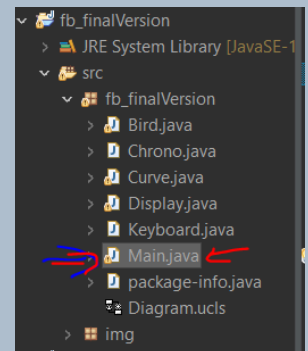 fb_finalVersion
JRE System Library [JavaSE-1
src
fb_finalVersion
Bird.java
Chrono.java
Curve.java
Display.java
Keyboard.java
Main.java
package-info.java
Diagram.ucls
img